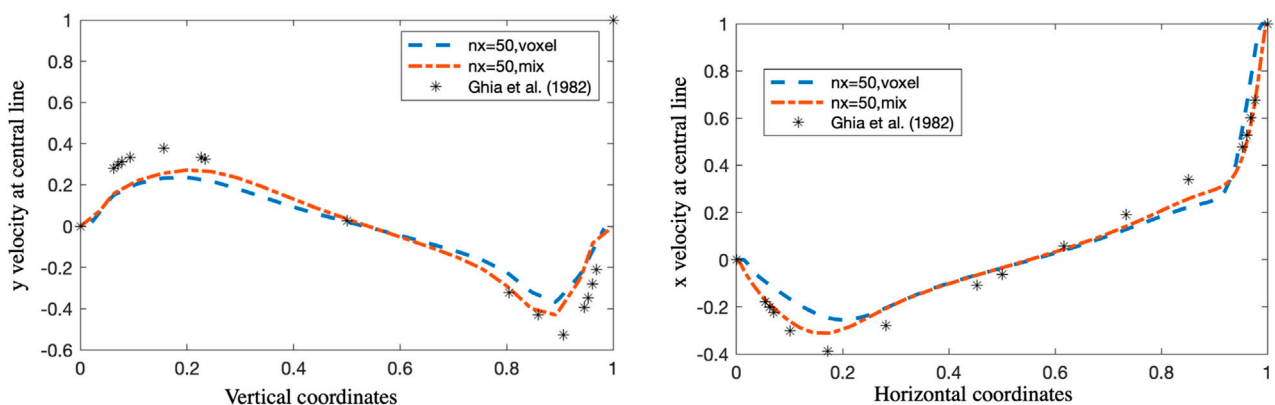 1
0.8
0.6
0.4
0.2
0
-0.2
-0.4
-0.6
y velocity at central line
nx=50,voxel
nx=50,mix
Ghia et al. (1982)
0
0.2
0.4
0.6
0.8
1
Vertical coordinates
1
0.8
0.6
0.4
0.2
0
-0.2
-0.4
x velocity at central line
nx=50,voxel
nx=50,mix
Ghia et al. (1982)
0
0.2
0.4
0.6
0.8
1
Horizontal coordinates